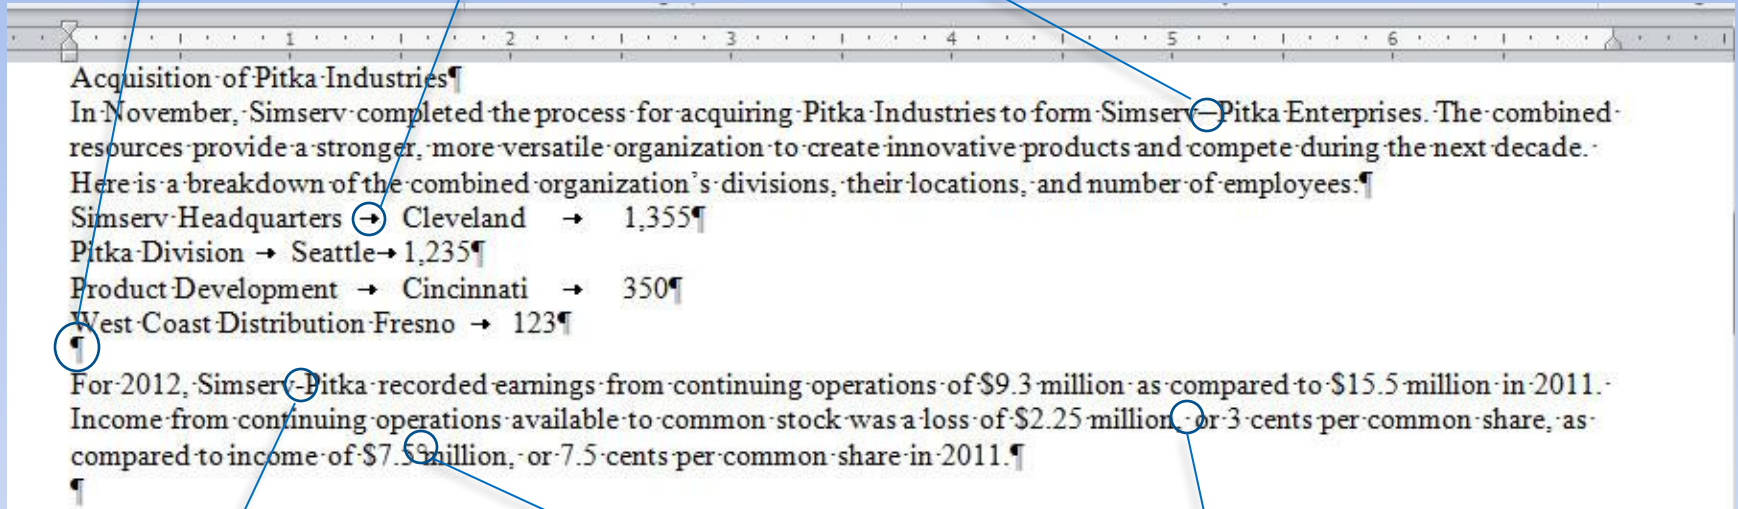 1 2 3 4 5 6
Acquisition·of·Pitka·Industries¶
In·November,·Simserv·completed·the·process·for·acquiring·Pitka·Industries·to·form·Simserv–Pitka·Enterprises.·The·combined·
resources·provide·a·stronger,·more·versatile·organization·to·create·innovative·products·and·compete·during·the·next·decade.·
Here·is·a·breakdown·of·the·combined·organization’s·divisions,·their·locations,·and·number·of·employees:¶
Simserv·Headquarters → Cleveland → 1,355¶
Pitka·Division → Seattle→1,235¶
Product·Development → Cincinnati → 350¶
West·Coast·Distribution·Fresno → 123¶
¶
For·2012,·Simserv-Pitka·recorded·earnings·from·continuing·operations·of·$9.3·million·as·compared·to·$15.5·million·in·2011.·
Income·from·continuing·operations·available·to·common·stock·was·a·loss·of·$2.25·million,·or·3·cents·per·common·share,·as·
compared·to·income·of·$7.5°million,·or·7.5·cents·per·common·share·in·2011.¶
¶